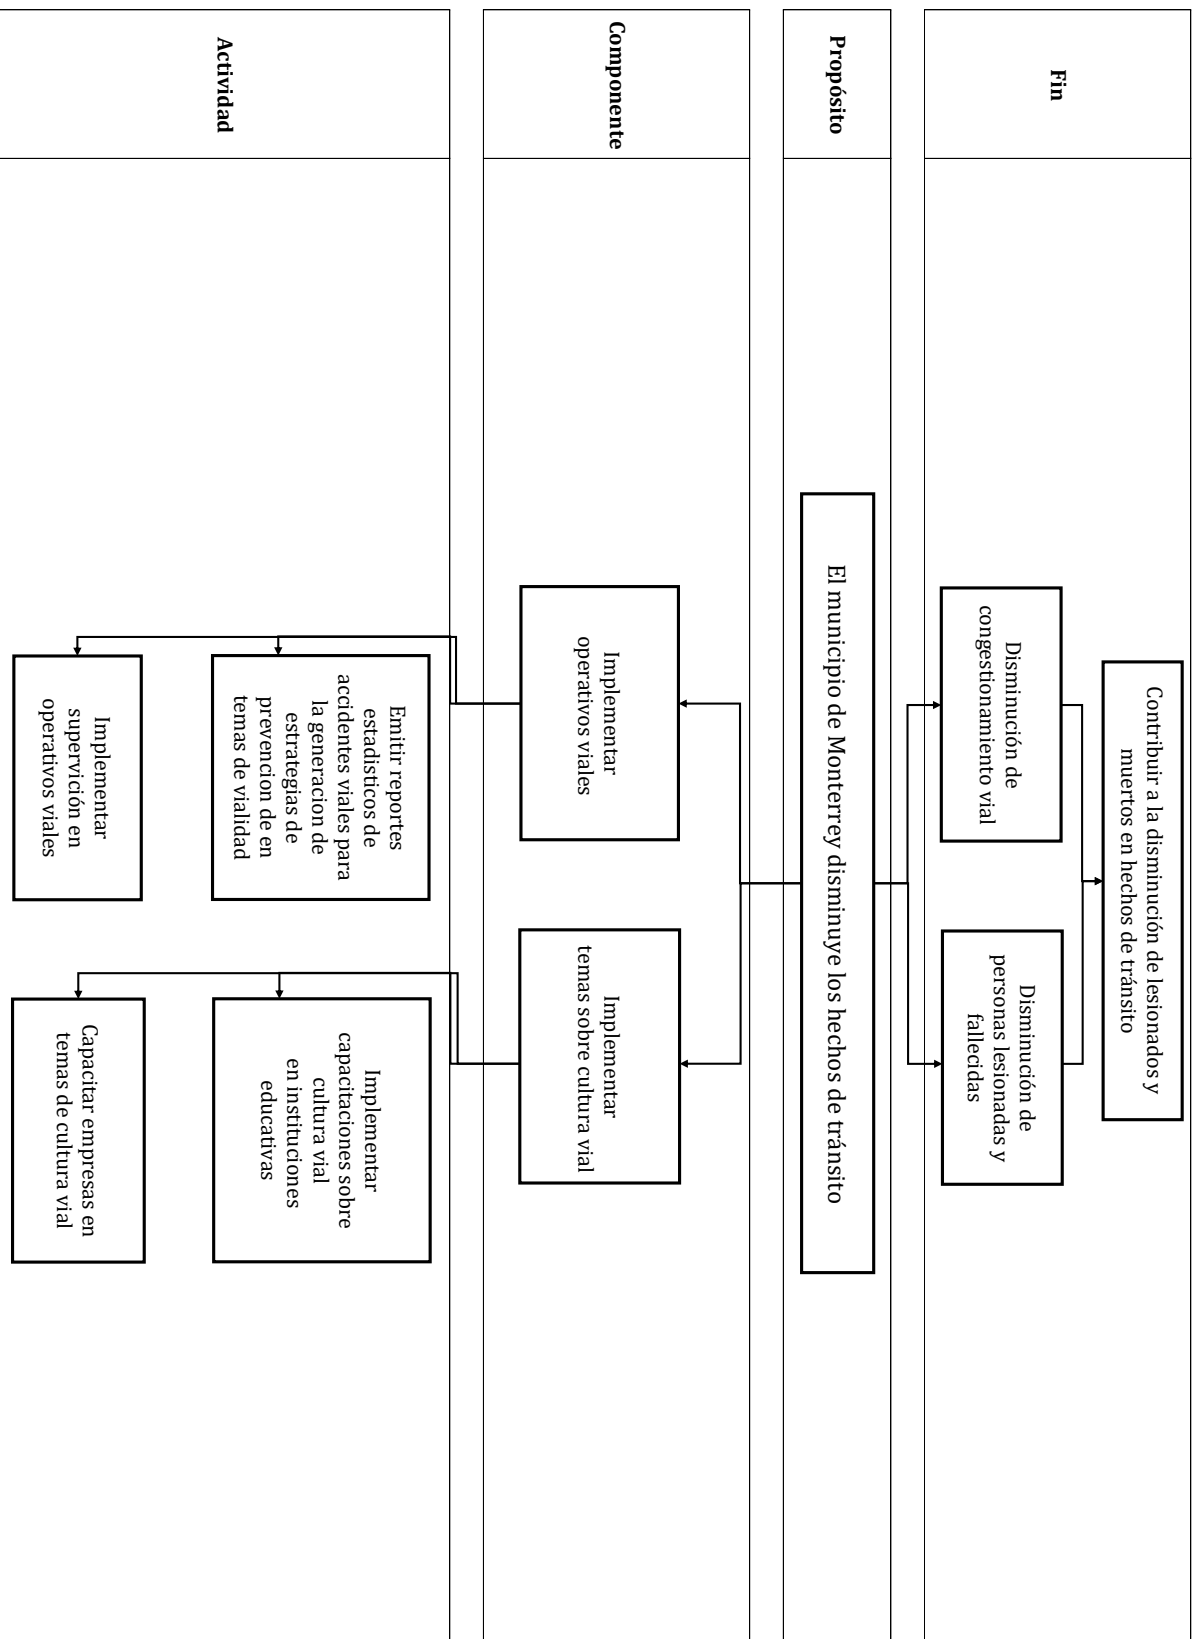 Fin
Contribuir a la disminución de lesionados y
muertos en hechos de tránsito
Disminución de
congestionamiento vial
Disminución de
personas lesionadas y
fallecidas
Propósito
El municipio de Monterrey disminuye los hechos de tránsito
Componente
Implementar
operativos viales
Implementar
temas sobre cultura vial
Actividad
Emitir reportes
estadisticos de
accidentes viales para
la generacion de
estrategias de
prevencion de en
temas de vialidad
Implementar
capacitaciones sobre
cultura vial
en instituciones
educativas
Implementar
supervición en
operativos viales
Capacitar empresas en
temas de cultura vial